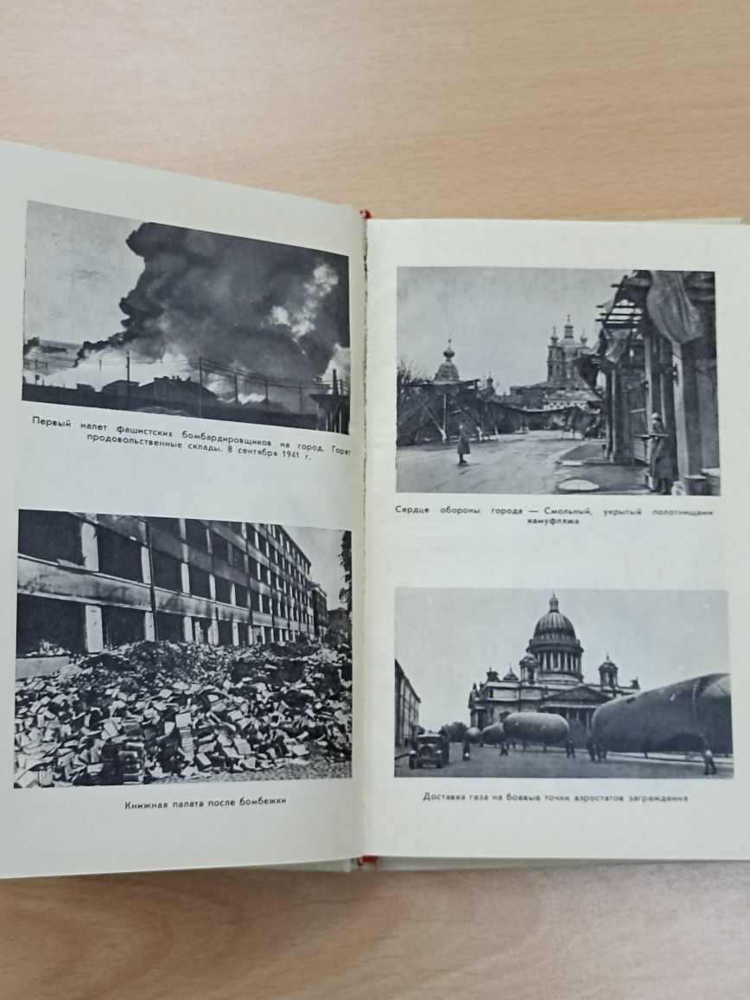 Первый налет фашистских бомбардировщиков на город. Горят
продовольственные склады. 8 сентября 1941 г.
Книжная палата после бомбежки
Сердце обороны города — Смольный, укрытый полотнищами
камуфляжа
Доставка газа на боевые точки аэростатов заграждения